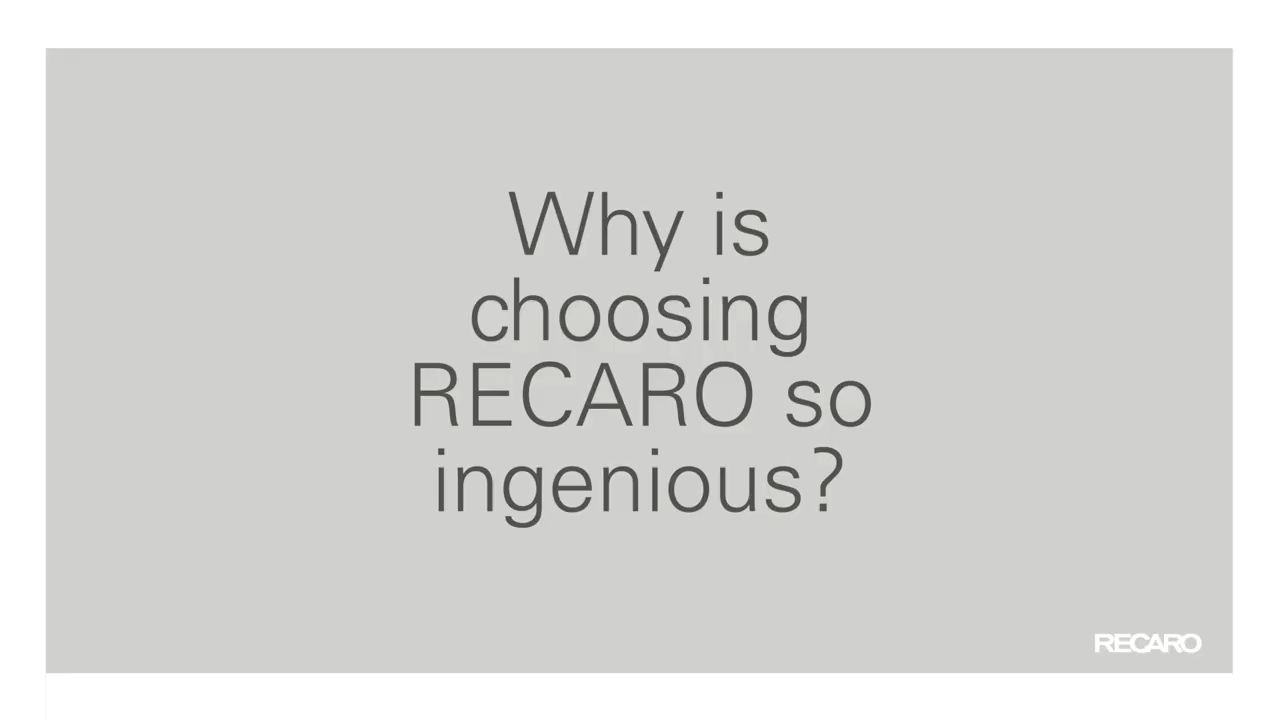 Why is
choosing
RECARO so
ingenious?
RECARO